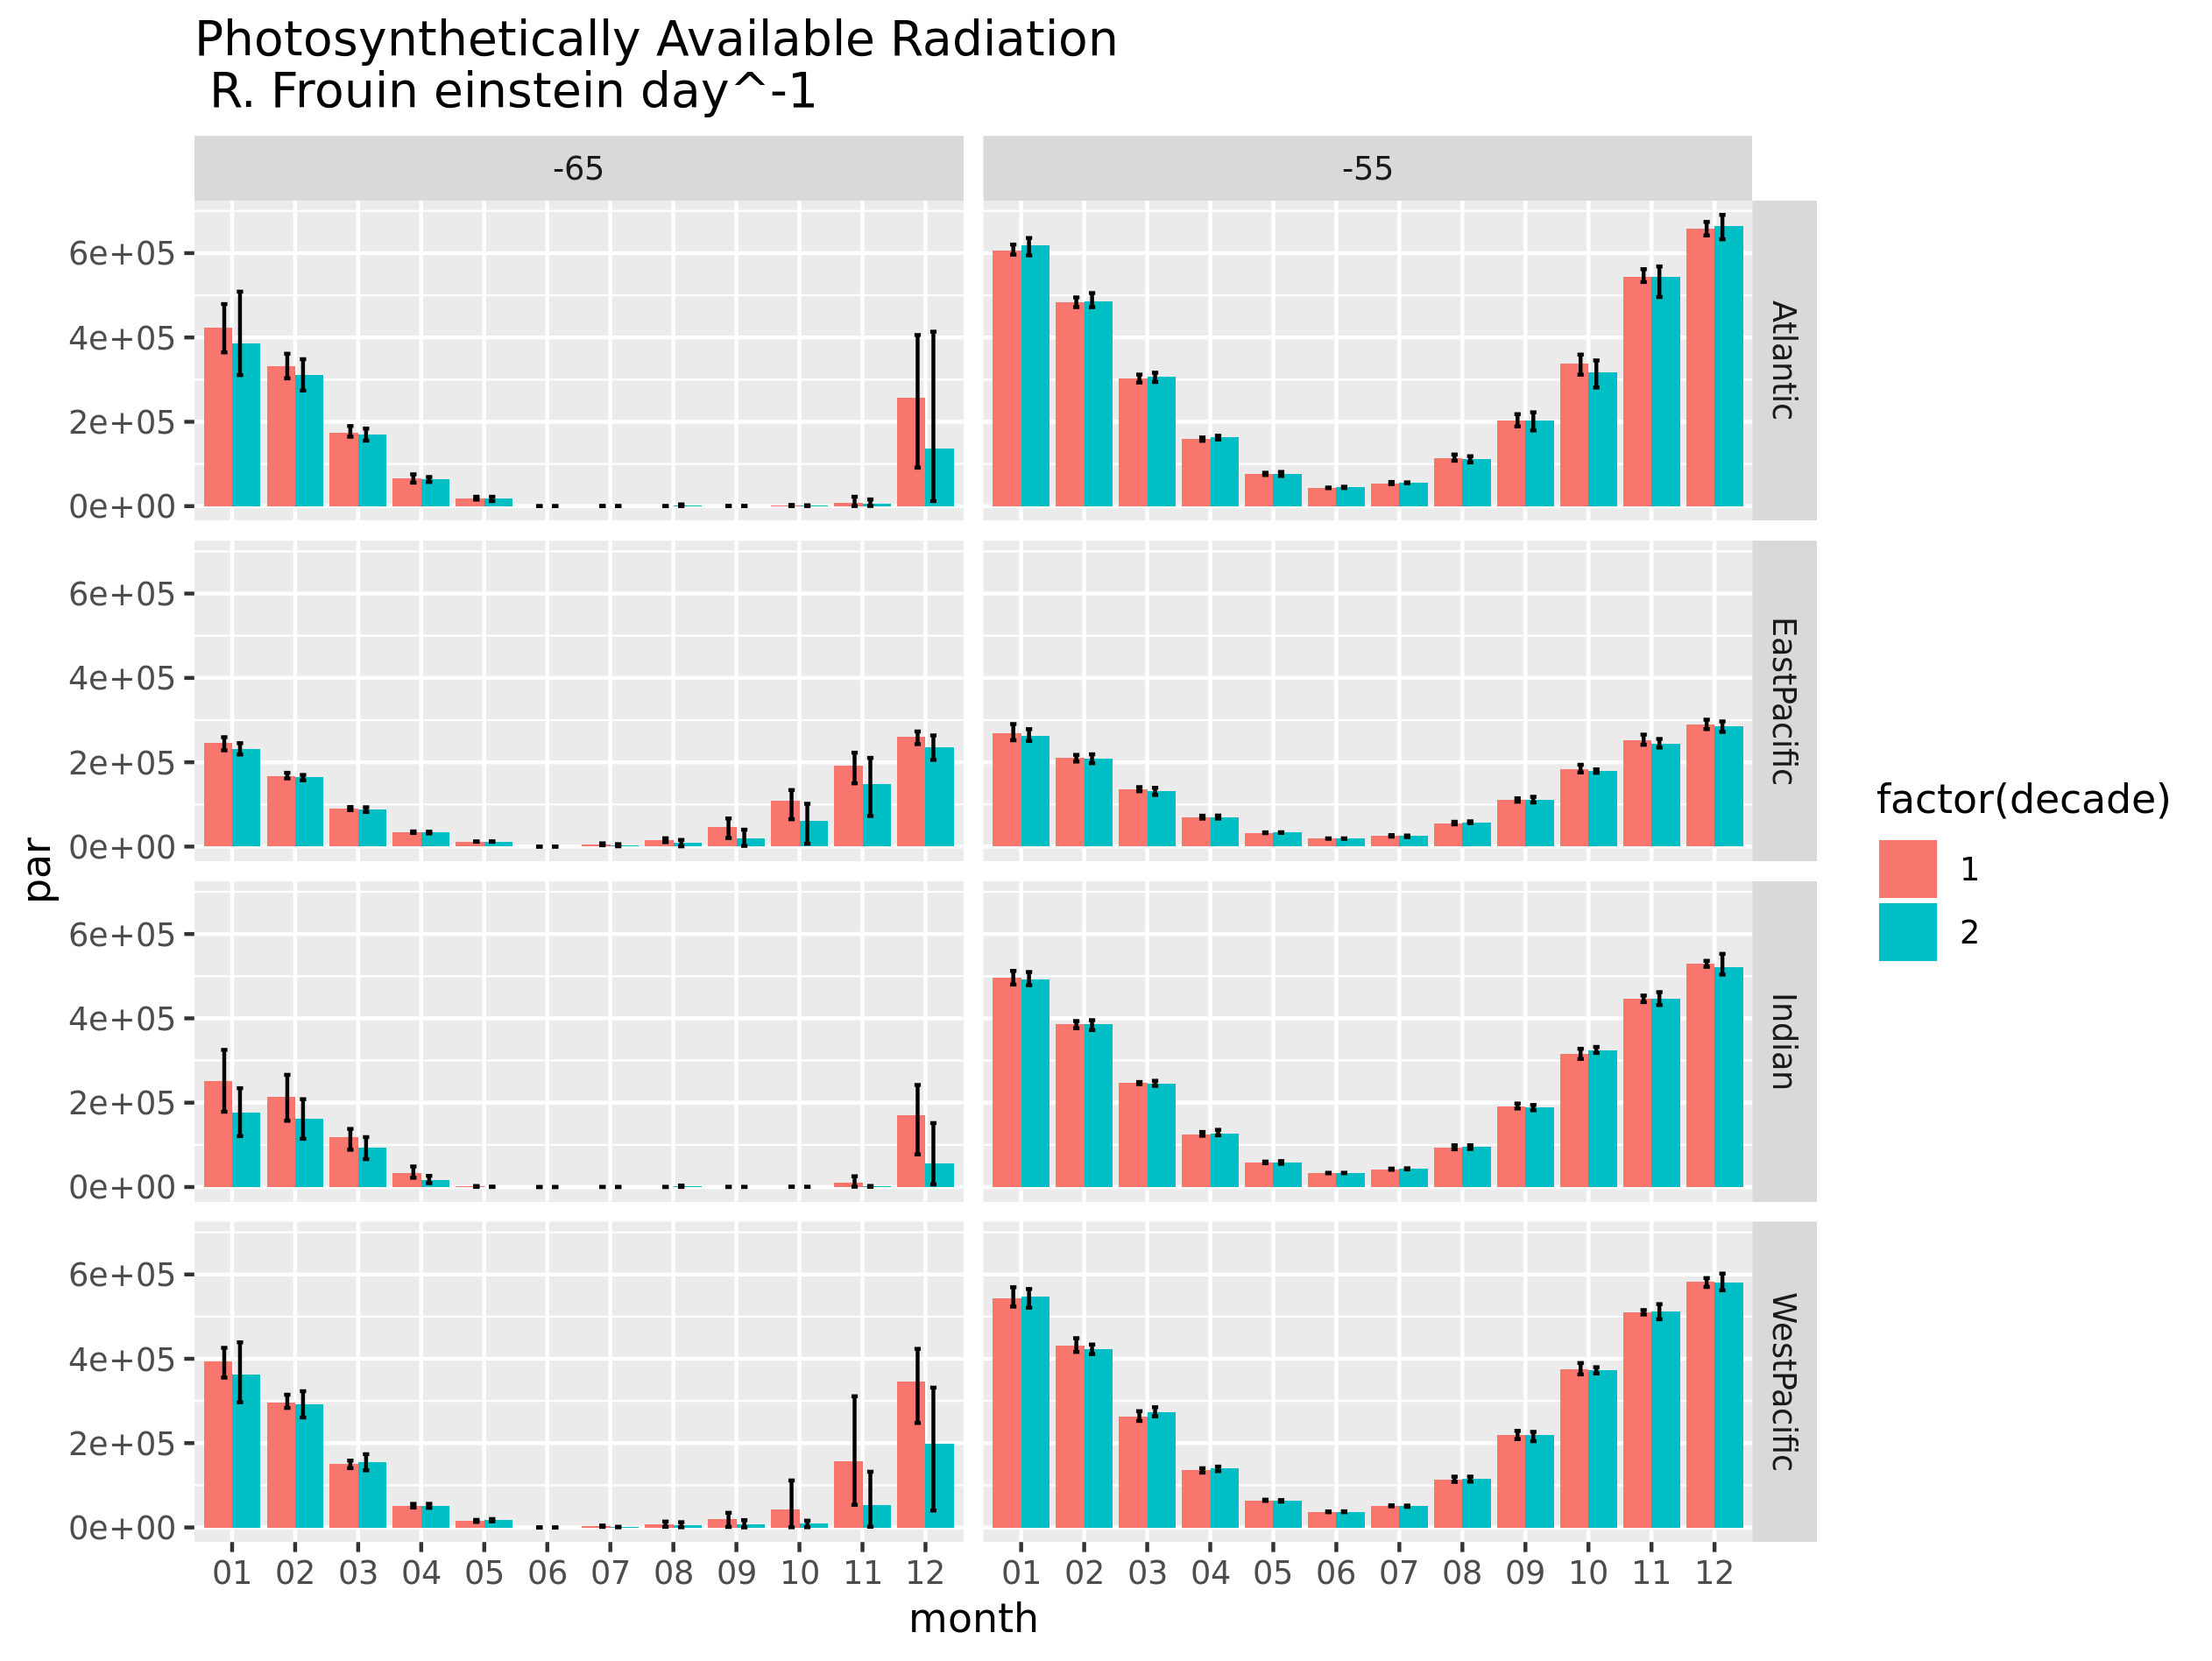 Photosynthetically Available Radiation
R. Frouin einstein day^-1
-65
-55
6e+05
4e+05
2e+05
0e+00
Atlantic
6e+05
4e+05
2e+05
0e+00
EastPacific
6e+05
4e+05
2e+05
0e+00
Indian
6e+05
4e+05
2e+05
0e+00
WestPacific
par
01 02 03 04 05 06 07 08 09 10 11 12
01 02 03 04 05 06 07 08 09 10 11 12
month
factor(decade)
1
2